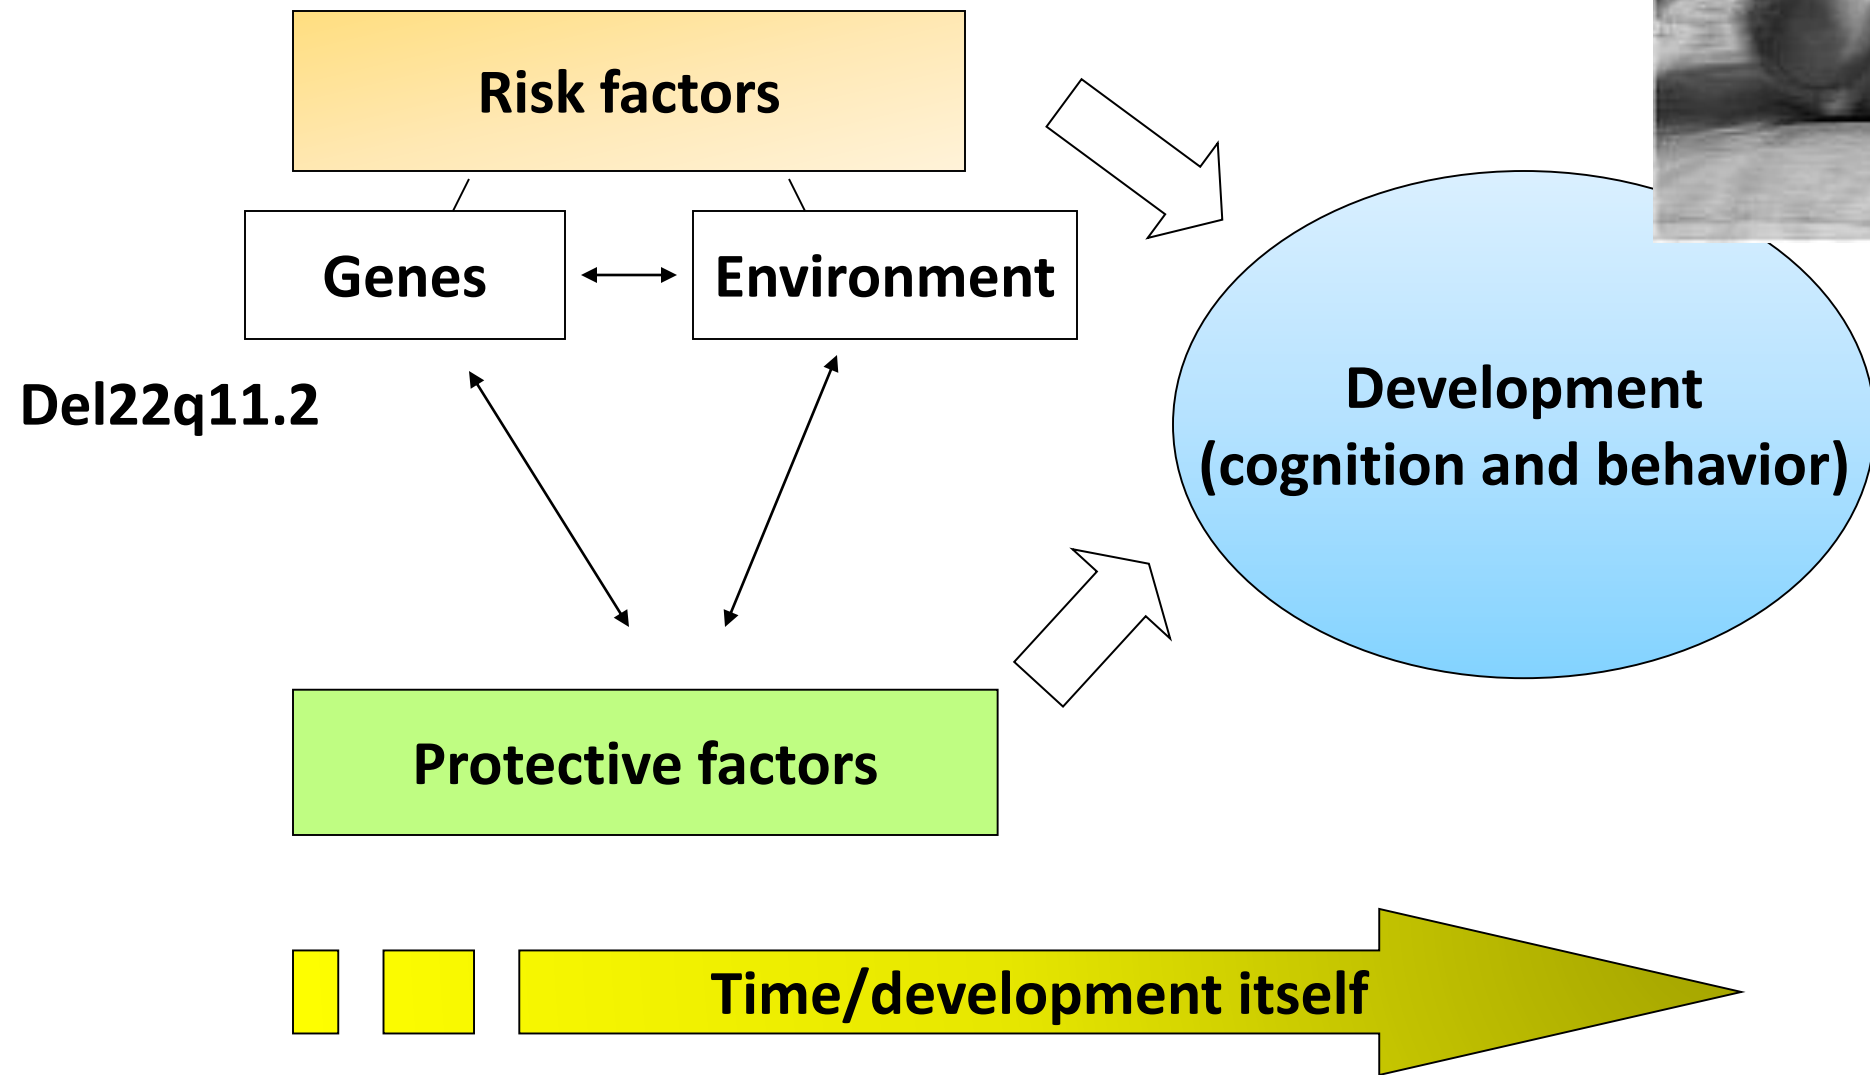 Risk factors
Genes
Environment
Del22q11.2
Development
(cognition and behavior)
Protective factors
Time/development itself